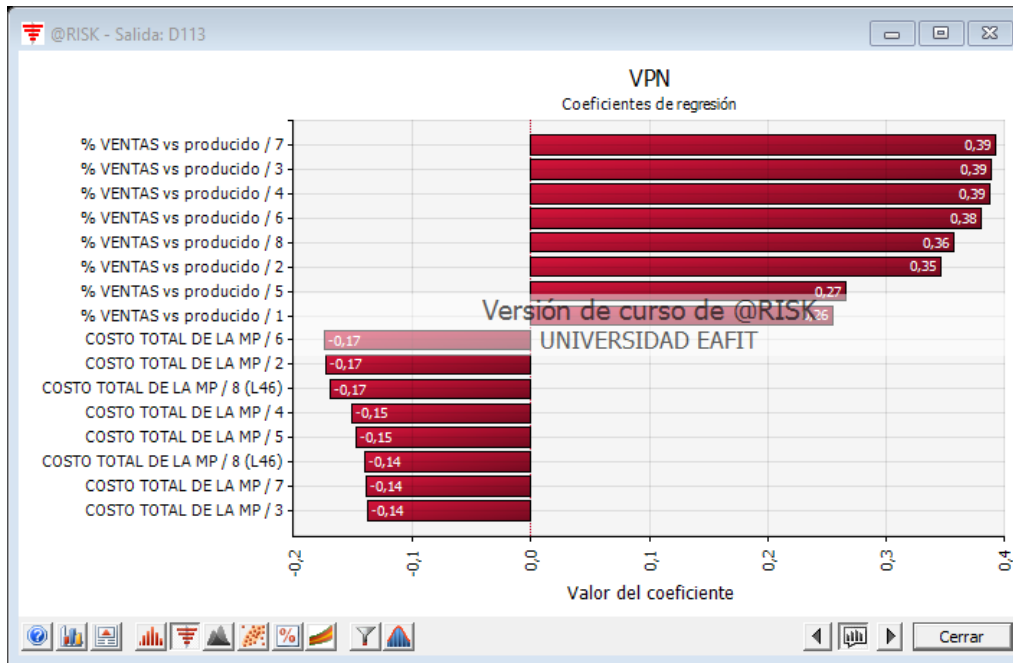 @RISK - Salida: D113
VPN
Coeficientes de regresión
% VENTAS vs producido / 7
0,39
% VENTAS vs producido / 3
0,39
% VENTAS vs producido / 4
0,39
% VENTAS vs producido / 6
0,38
% VENTAS vs producido / 8
0,36
% VENTAS vs producido / 2
0,35
% VENTAS vs producido / 5
0,27
% VENTAS vs producido / 1
0,26
Versión de curso de @RISK
UNIVERSIDAD EAFIT
COSTO TOTAL DE LA MP / 6
-0,17
COSTO TOTAL DE LA MP / 2
-0,17
COSTO TOTAL DE LA MP / 8 (L46)
-0,17
COSTO TOTAL DE LA MP / 4
-0,15
COSTO TOTAL DE LA MP / 5
-0,15
COSTO TOTAL DE LA MP / 8 (L46)
-0,14
COSTO TOTAL DE LA MP / 7
-0,14
COSTO TOTAL DE LA MP / 3
-0,14
-0,2
-0,1
0,0
0,1
0,2
0,3
0,4
Valor del coeficiente
Cerrar